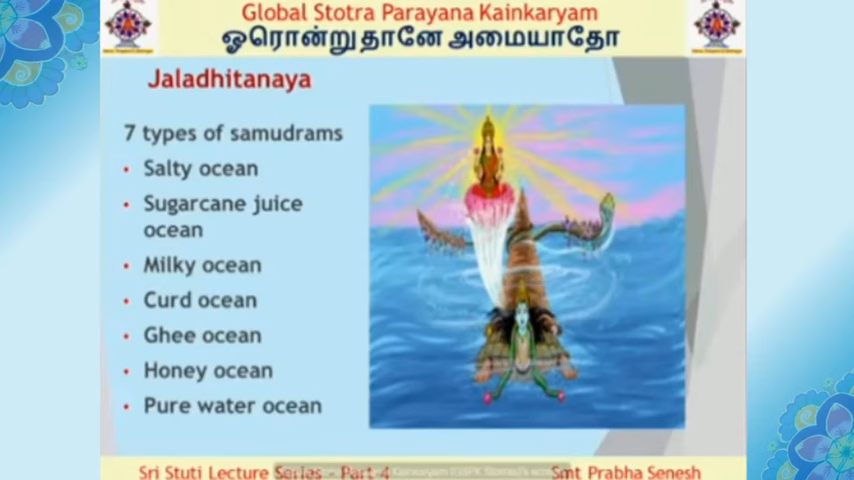 Global Stotra Parayana Kainkaryam
ஓரொன்றுதானே அமையாதோ
Jaladhitanaya
7 types of samudrams
• Salty ocean
• Sugarcane juice
ocean
• Milky ocean
• Curd ocean
• Ghee ocean
• Honey ocean
• Pure water ocean
Sri Stuti Lecture Series - Part-4
Smt Prabha Senesh